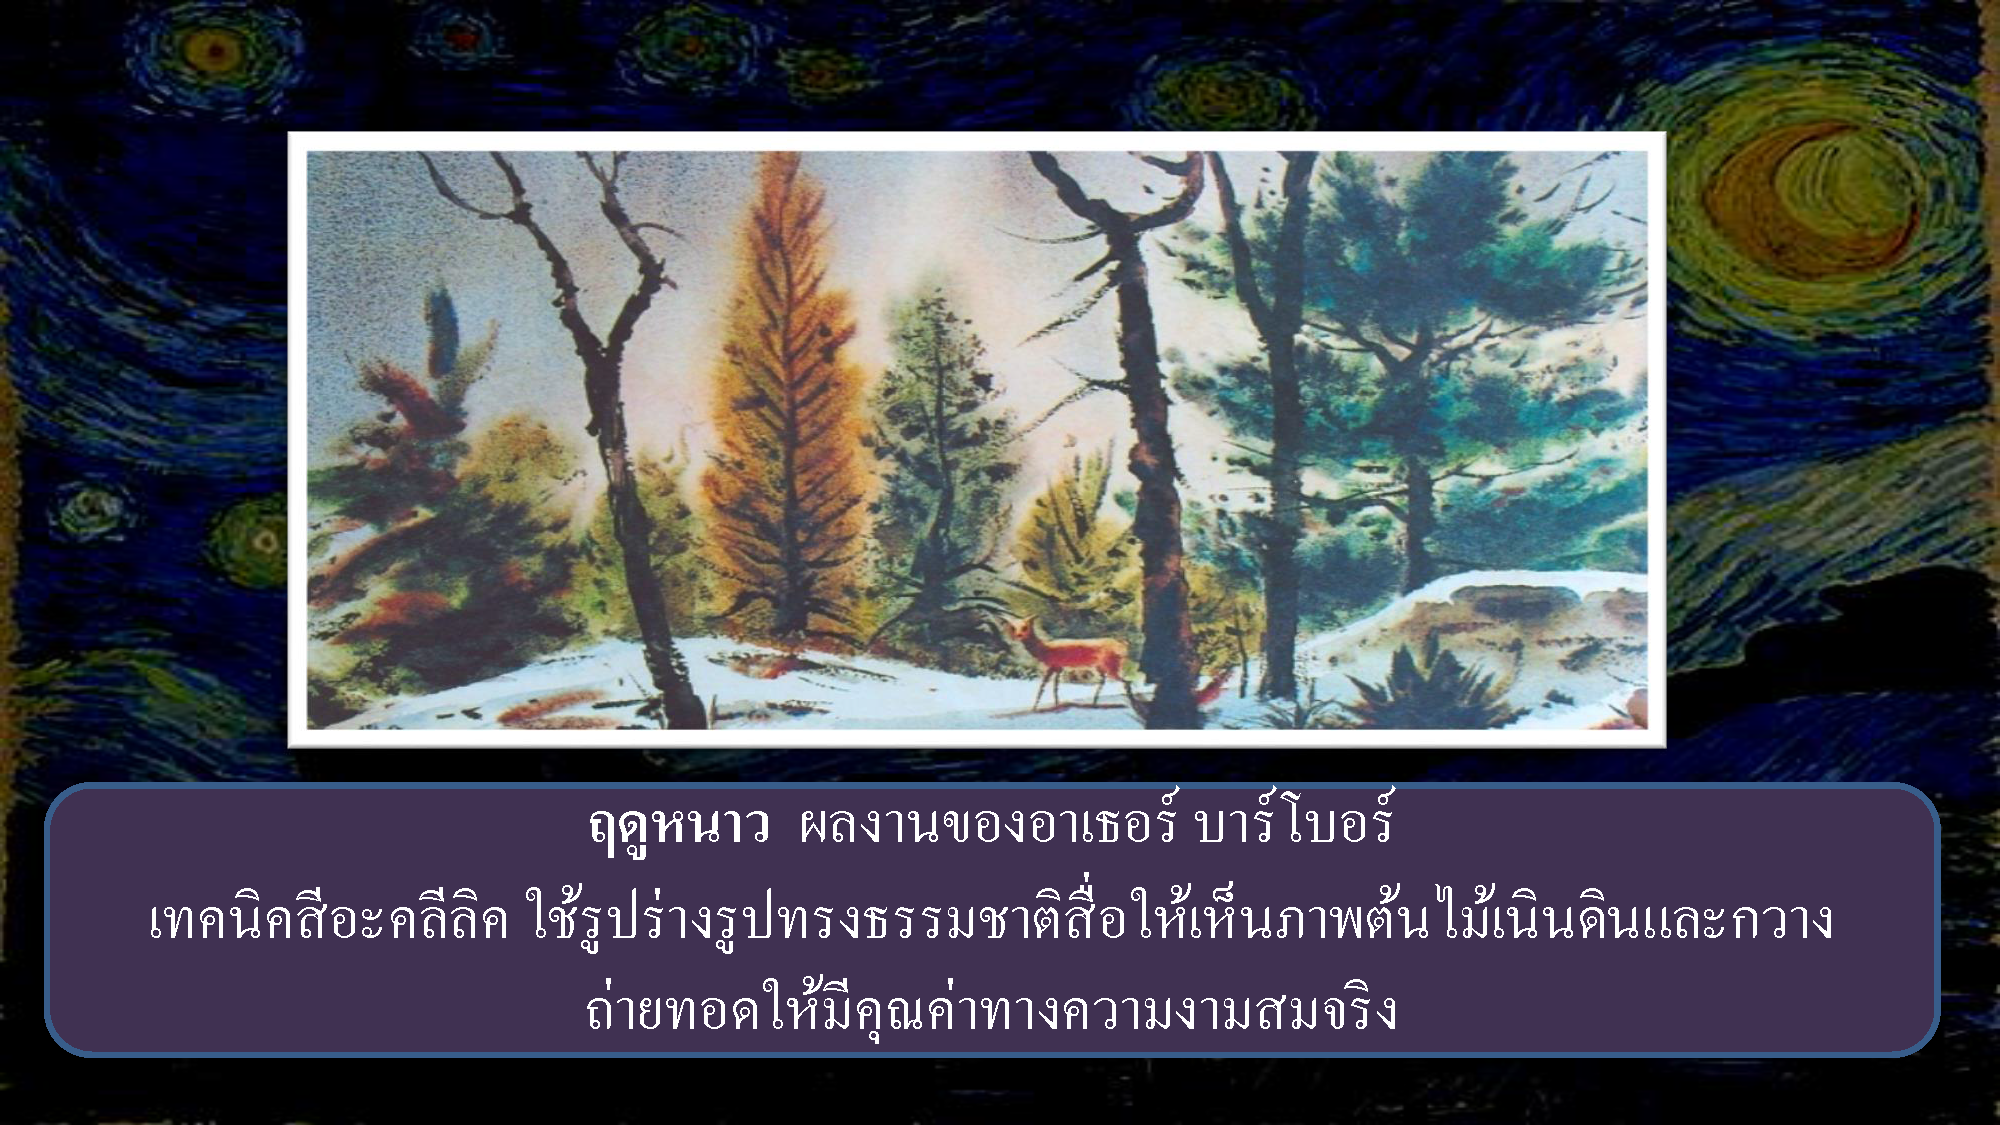 ฤดูหนาว ผลงานของอาเธอร์ บาร์โบอร์
เทคนิคสีอะคลีลิค ใช้รูปร่างรูปทรงธรรมชาติสื่อให้เห็นภาพต้นไม้เนินดินและกวาง
ถ่ายทอดให้มีคุณค่าทางความงามสมจริง